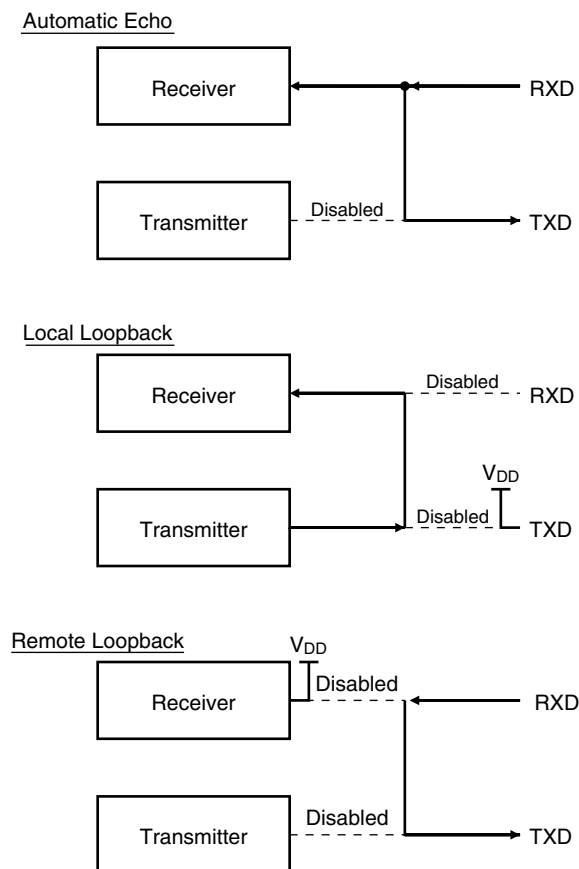 Automatic Echo
Receiver
RXD
Transmitter
Disabled
TXD
Local Loopback
Receiver
Disabled
RXD
VDD
Transmitter
Disabled
TXD
Remote Loopback
VDD
Receiver
Disabled
RXD
Transmitter
Disabled
TXD